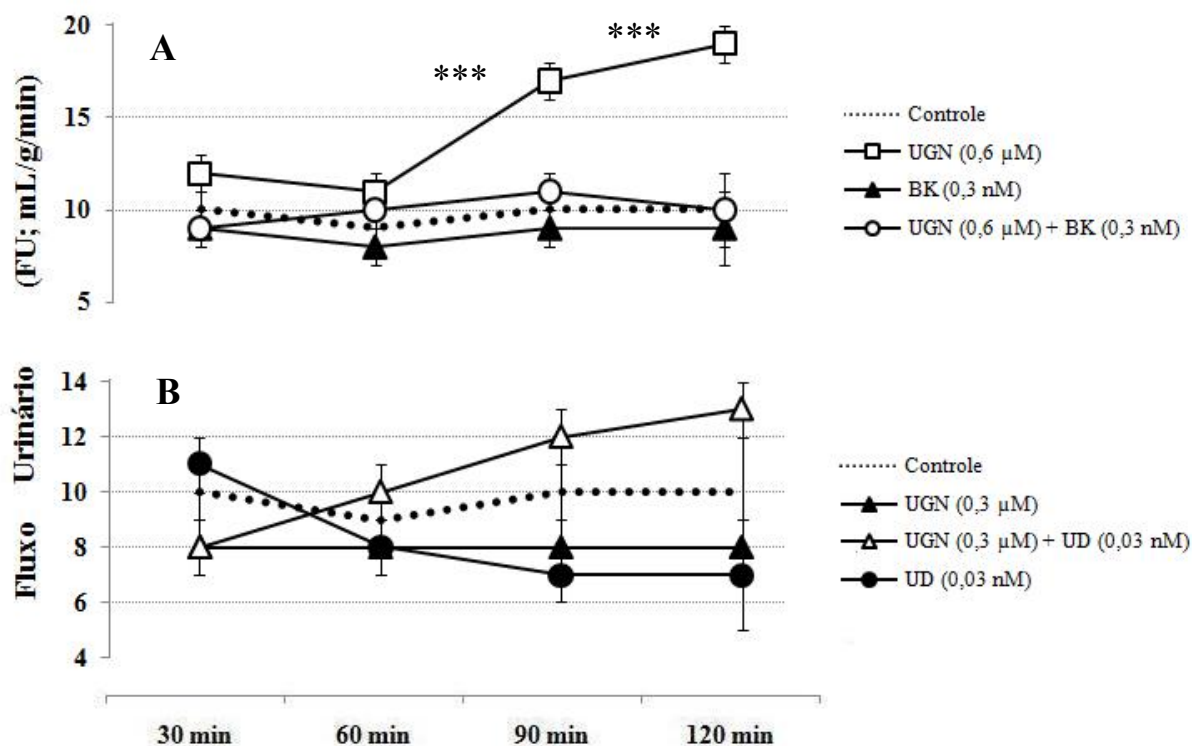 A
20
15
10
5
***
***
Controle
UGN (0,6 µM)
BK (0,3 nM)
UGN (0,6 µM) + BK (0,3 nM)
Fluxo Urinário (FU; mL/g/min)
B
14
12
10
8
6
4
Controle
UGN (0,3 µM)
UGN (0,3 µM) + UD (0,03 nM)
UD (0,03 nM)
30 min 60 min 90 min 120 min